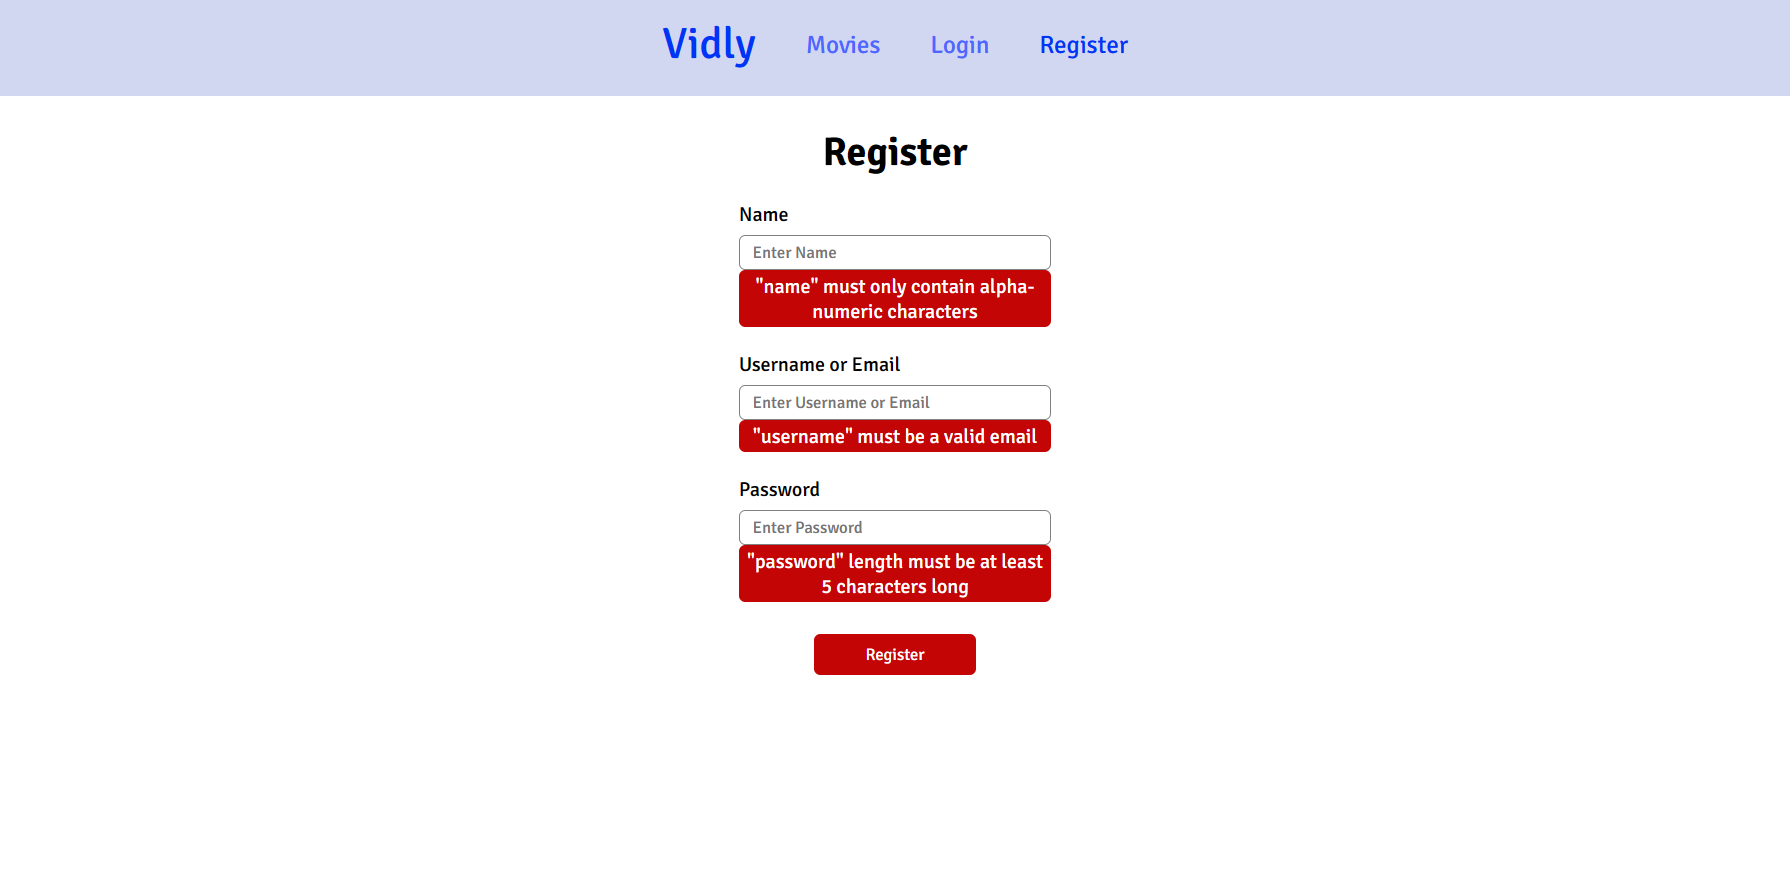 Vidly Movies Login Register
Register
Name
Enter Name
"name" must only contain alpha-
numeric characters
Username or Email
Enter Username or Email
"username" must be a valid email
Password
Enter Password
"password" length must be at least
5 characters long
Register